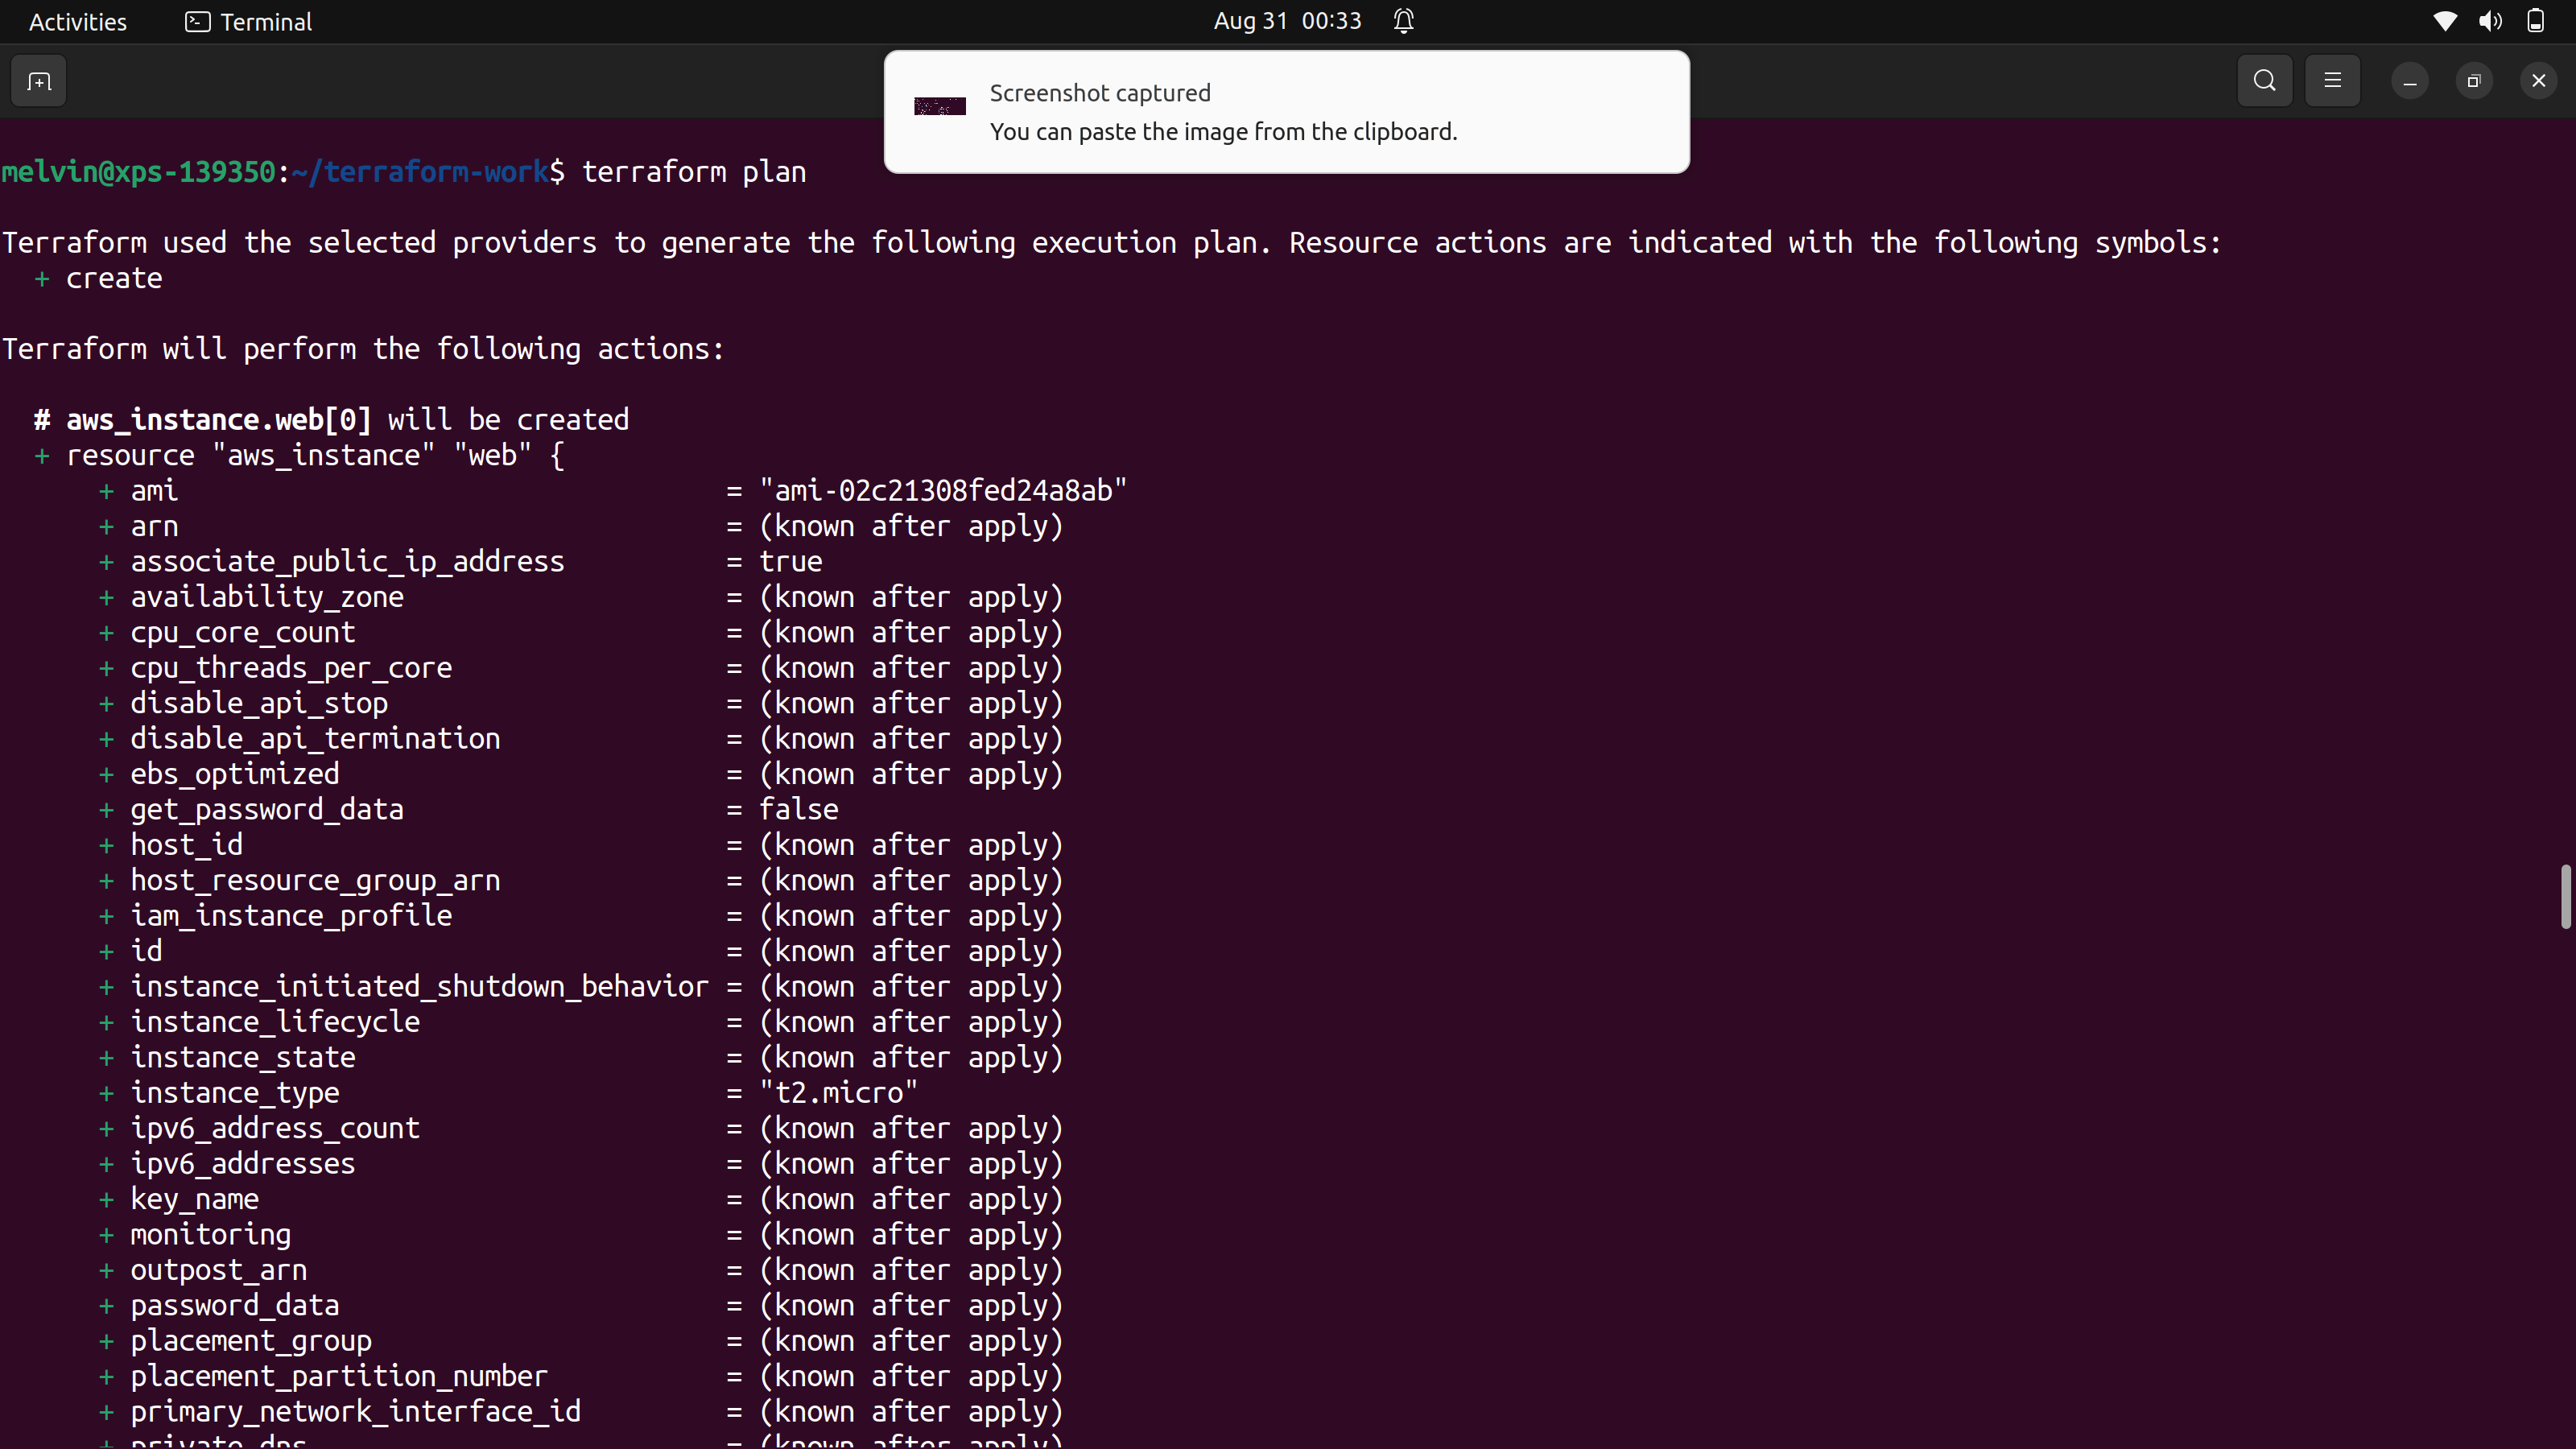 Activities Terminal Aug 31 00:33
Screenshot captured
You can paste the image from the clipboard.
melvin@xps-139350:~/terraform-work$ terraform plan
Terraform used the selected providers to generate the following execution plan. Resource actions are indicated with the following symbols:
+ create
Terraform will perform the following actions:
# aws_instance.web[0] will be created
+ resource "aws_instance" "web" {
+ ami = "ami-02c21308fed24a8ab"
+ arn = (known after apply)
+ associate_public_ip_address = true
+ availability_zone = (known after apply)
+ cpu_core_count = (known after apply)
+ cpu_threads_per_core = (known after apply)
+ disable_api_stop = (known after apply)
+ disable_api_termination = (known after apply)
+ ebs_optimized = (known after apply)
+ get_password_data = false
+ host_id = (known after apply)
+ host_resource_group_arn = (known after apply)
+ iam_instance_profile = (known after apply)
+ id = (known after apply)
+ instance_initiated_shutdown_behavior = (known after apply)
+ instance_lifecycle = (known after apply)
+ instance_state = (known after apply)
+ instance_type = "t2.micro"
+ ipv6_address_count = (known after apply)
+ ipv6_addresses = (known after apply)
+ key_name = (known after apply)
+ monitoring = (known after apply)
+ outpost_arn = (known after apply)
+ password_data = (known after apply)
+ placement_group = (known after apply)
+ placement_partition_number = (known after apply)
+ primary_network_interface_id = (known after apply)
+ private_dns = (known after apply)